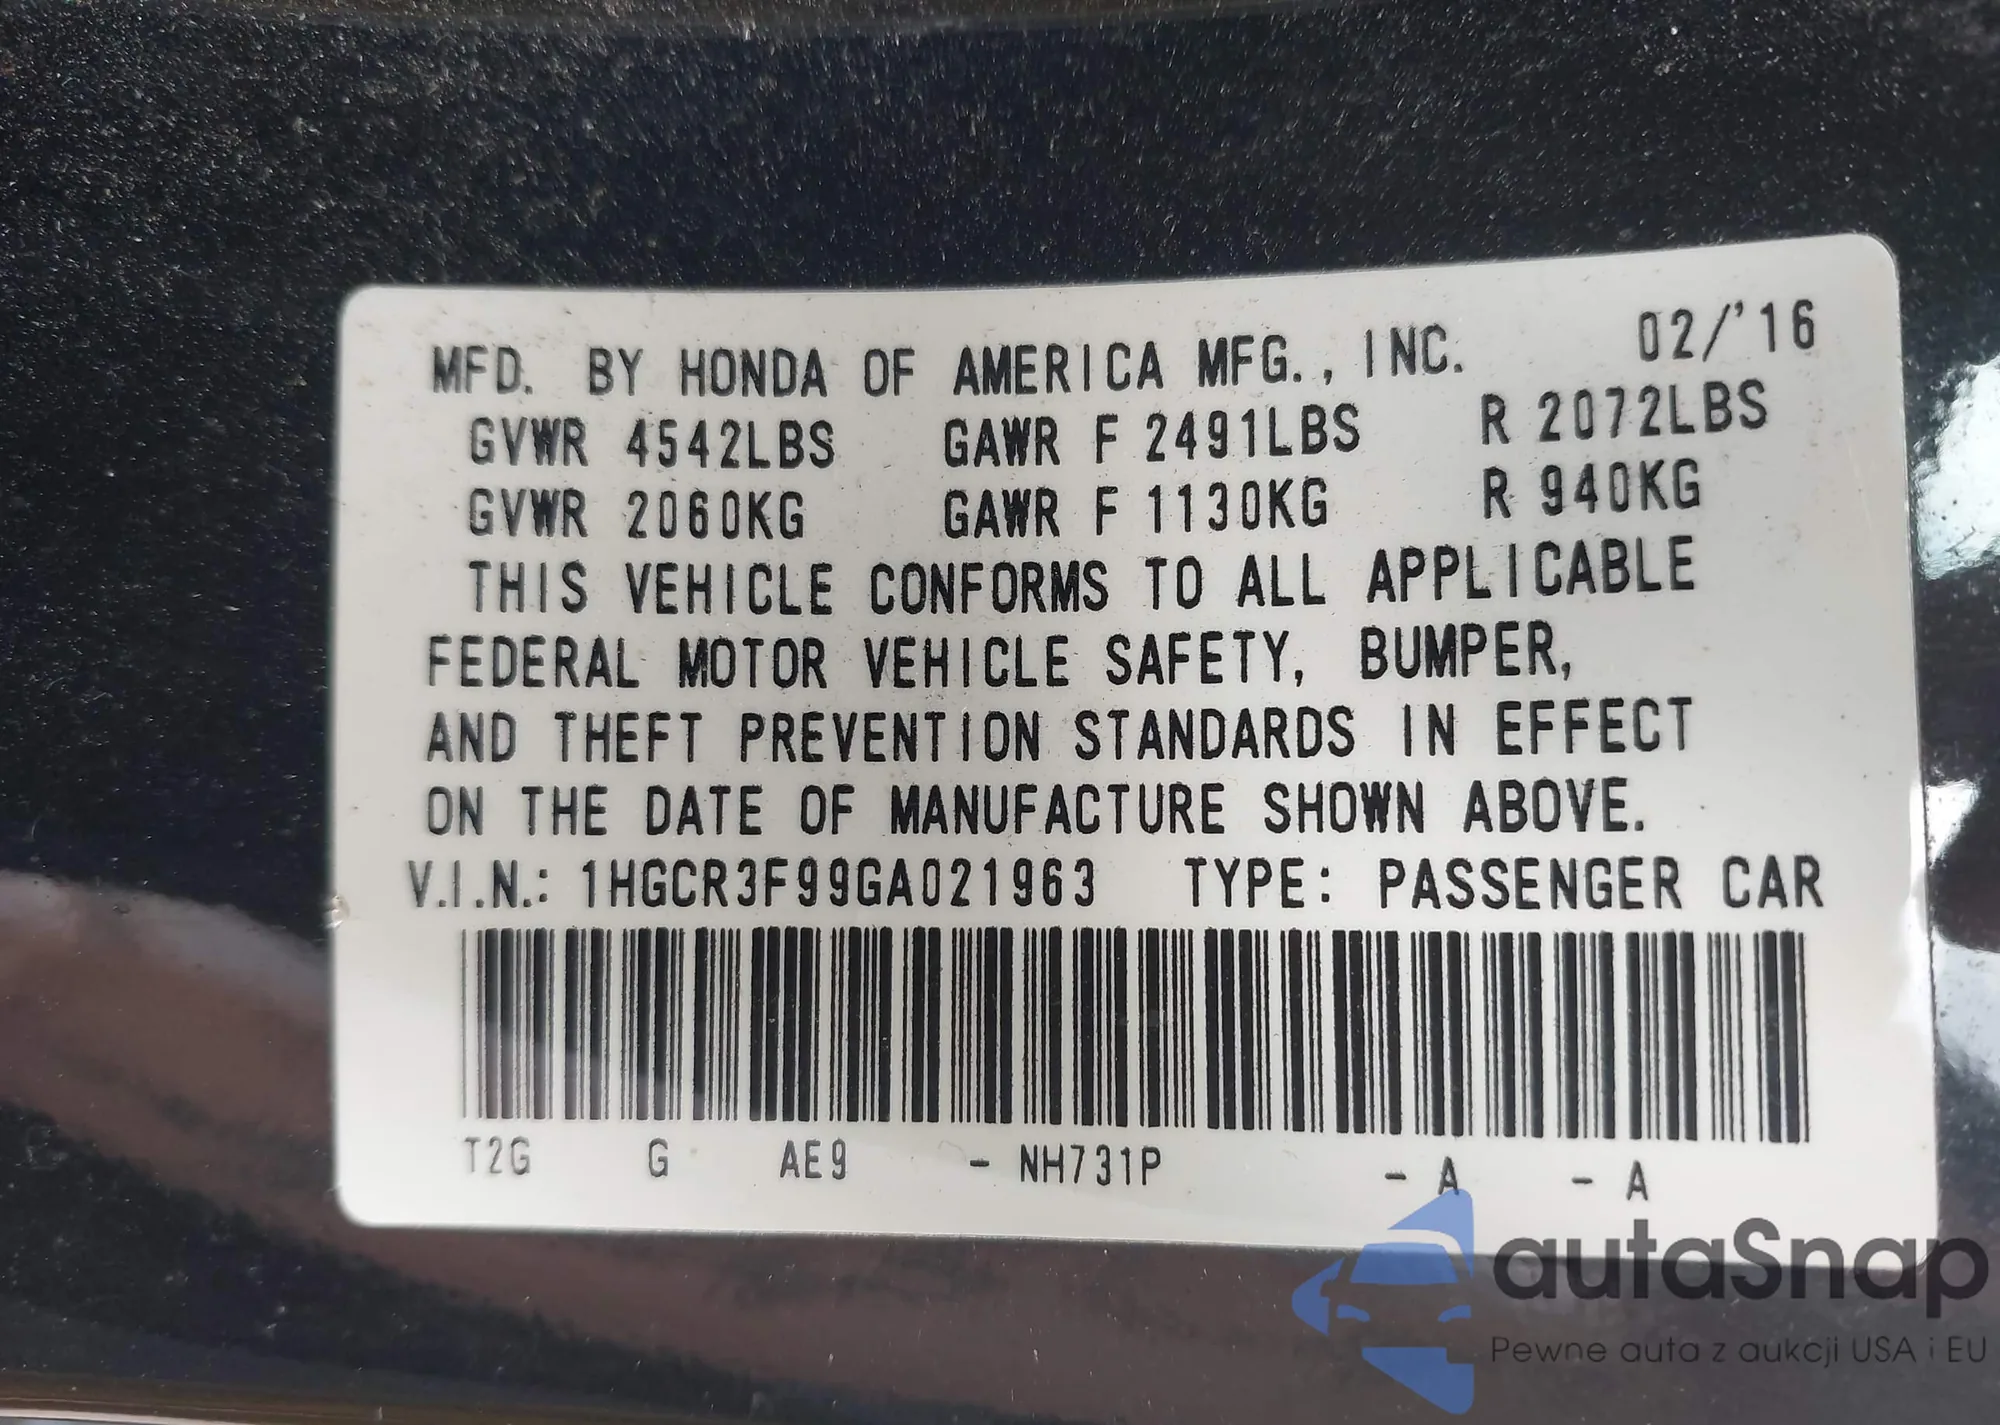 MFD. BY HONDA OF AMERICA MFG., INC. 02/'16
GVWR 4542LBS GAWR F 2491LBS R 2072LBS
GVWR 2060KG GAWR F 1130KG R 940KG
THIS VEHICLE CONFORMS TO ALL APPLICABLE
FEDERAL MOTOR VEHICLE SAFETY, BUMPER,
AND THEFT PREVENTION STANDARDS IN EFFECT
ON THE DATE OF MANUFACTURE SHOWN ABOVE.
V.I.N.: 1HGCR3F99GA021963 TYPE: PASSENGER CAR
T2G G AE9 - NH731P - A - A
autaSnap
Pewne auta z aukcji USA i EU